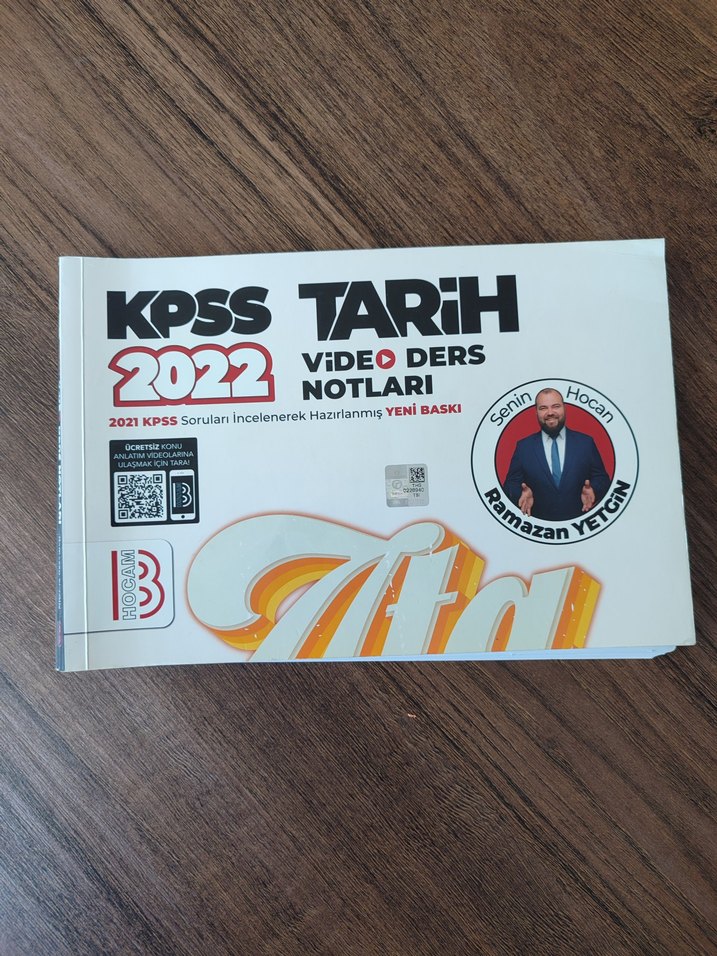 KPSS TARİH
2022 VİDEO DERS
NOTLARI
2021 KPSS Soruları İncelenerek Hazırlanmış YENİ BASKI
Senin Hocan
Ramazan YETGİN
ÜCRETSİZ KONU
ANLATIM VİDEOLARINA
ULAŞMAK İÇİN TARA!
HOCAM
B
Ata